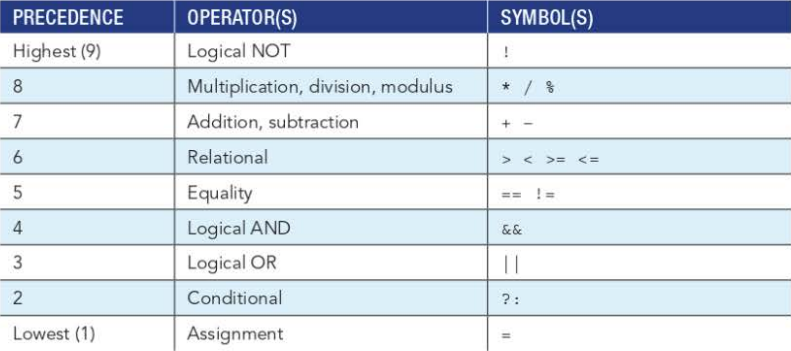 PRECEDENCE OPERATOR(S) SYMBOL(S)
Highest (9) Logical NOT !
8 Multiplication, division, modulus * / %
7 Addition, subtraction + −
6 Relational > < >= <=
5 Equality == !=
4 Logical AND &&
3 Logical OR ||
2 Conditional ?:
Lowest (1) Assignment =